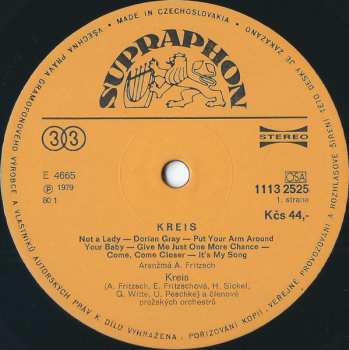 • MADE IN CZECHOSLOVAKIA •
VŠECHNA PRÁVA GRAMOFONOVÉHO VÝROBCE A VLASTNÍKŮ AUTORSKÝCH PRÁV K DÍLU VYHRAŽENA. POŘIZOVÁNÍ KOPIÍ, VEŘEJNÉ PROVOZOVÁNÍ A ROZHLASOVÉ ŠÍŘENÍ TÉTO DESKY JE ZAKÁZÁNO
SUPRAPHON
33
STEREO
E 4665
Ⓟ 1979
80 1
OSA
1113 2525
1. strana
Kčs 44,-
KREIS
Not a Lady — Dorian Gray — Put Your Arm Around
Your Baby — Give Me Just One More Chance —
Come, Come Closer — It's My Song
Aranžmá A. Fritzsch
Kreis
(A. Fritzsch, E. Fritzschová, H. Sickel,
G. Witte, U. Peschke) a členové
pražských orchestrů